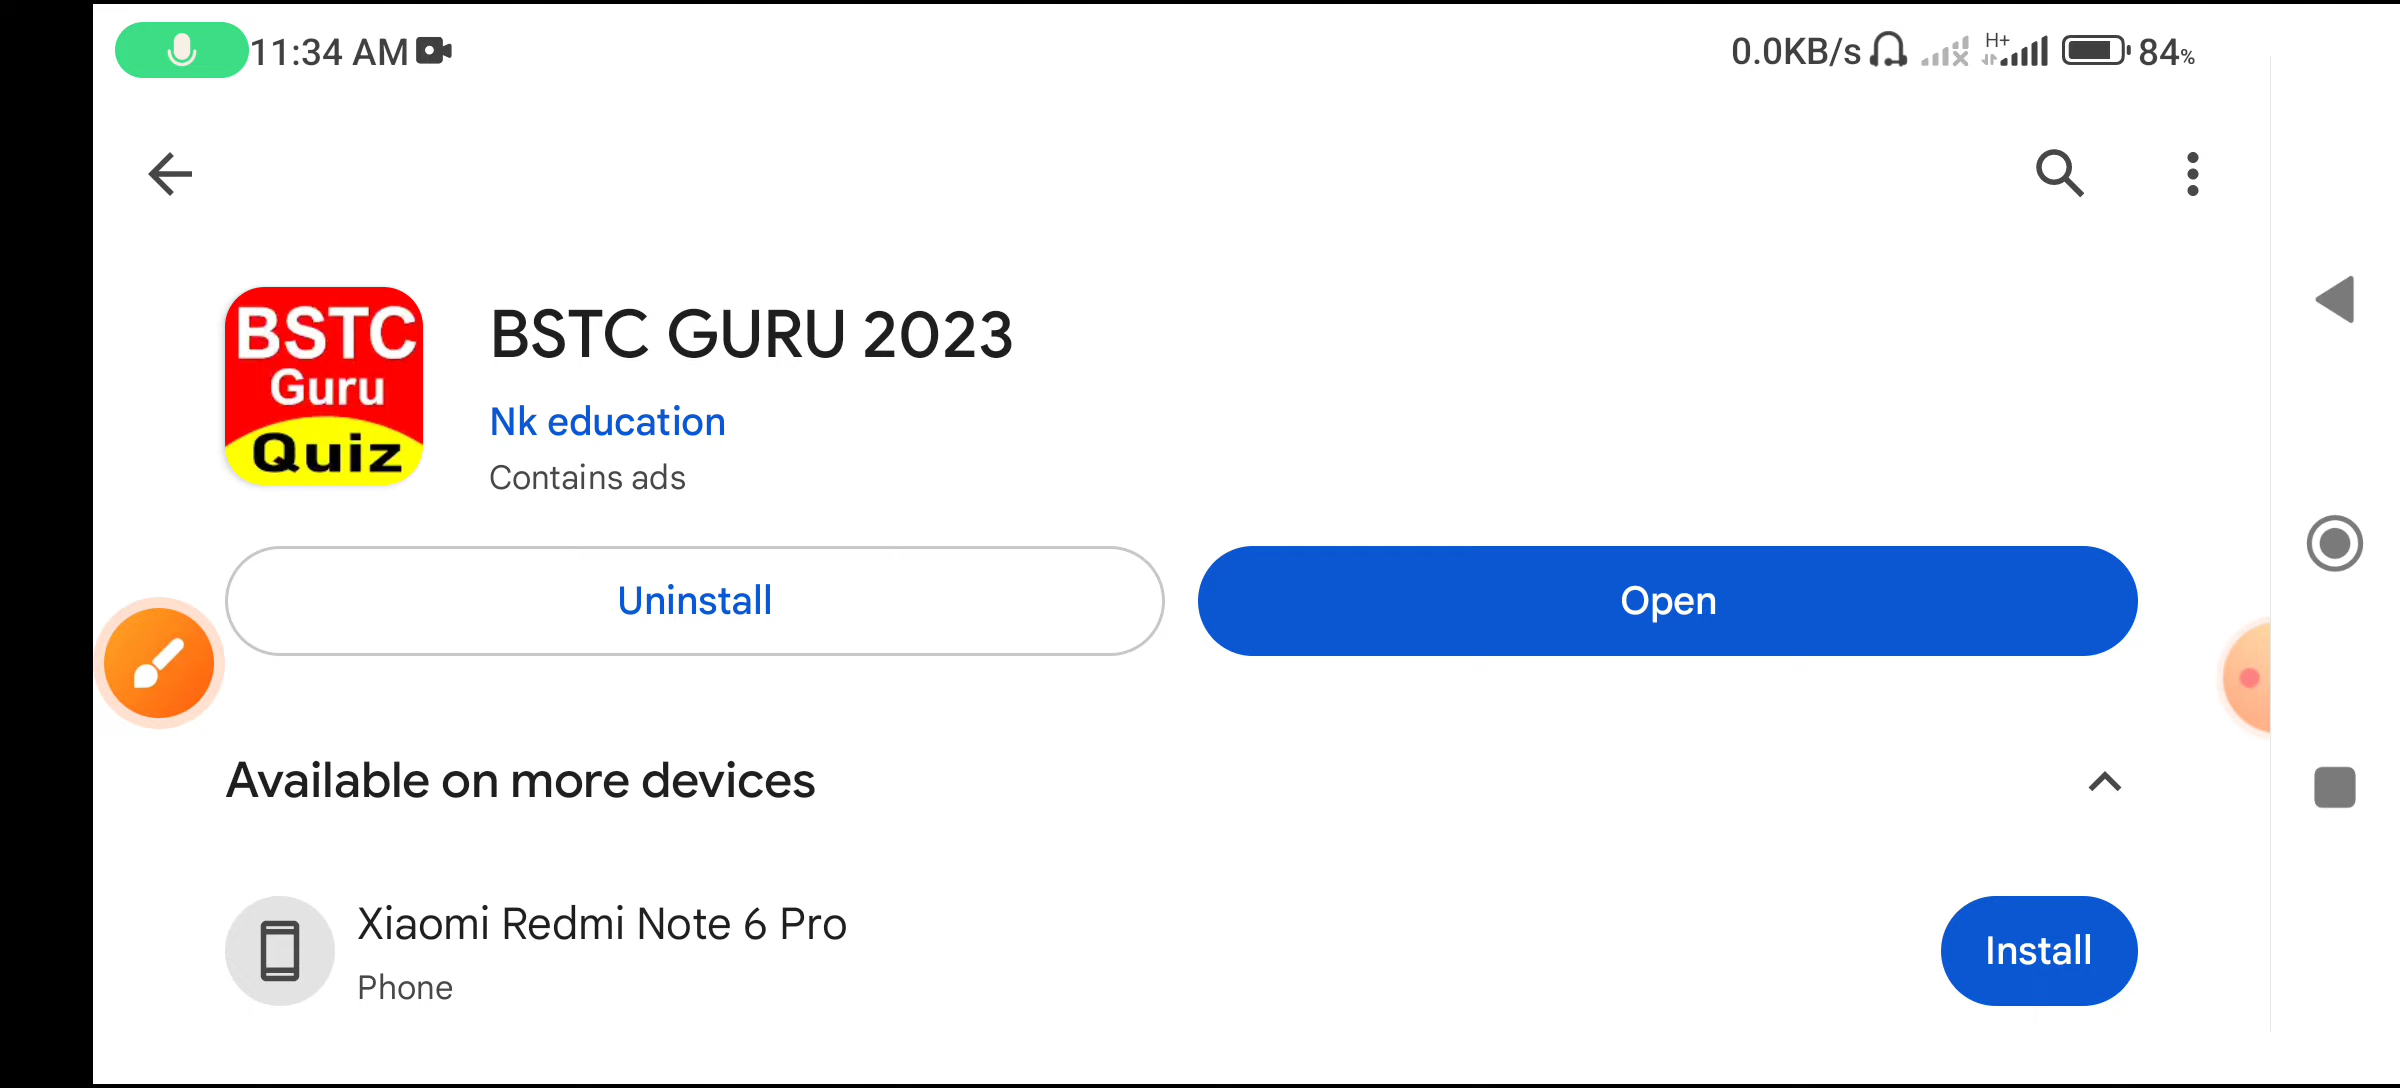 11:34 AM
0.0KB/s H+ 84%
BSTC
Guru
Quiz
BSTC GURU 2023
Nk education
Contains ads
Uninstall
Open
Available on more devices
Xiaomi Redmi Note 6 Pro
Phone
Install